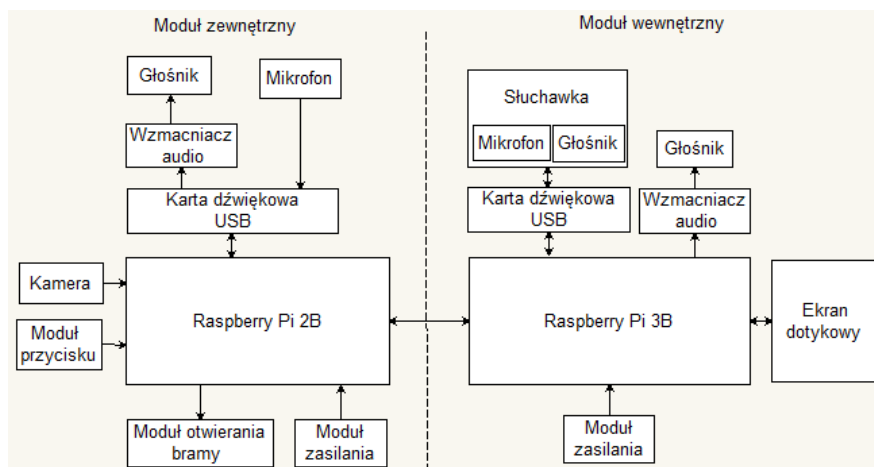 Moduł zewnętrzny
Moduł wewnętrzny
Głośnik
Mikrofon
Wzmacniacz
audio
Karta dźwiękowa
USB
Kamera
Moduł
przycisku
Raspberry Pi 2B
Moduł otwierania
bramy
Moduł
zasilania
Słuchawka
Mikrofon
Głośnik
Głośnik
Karta dźwiękowa
USB
Wzmacniacz
audio
Raspberry Pi 3B
Ekran
dotykowy
Moduł
zasilania